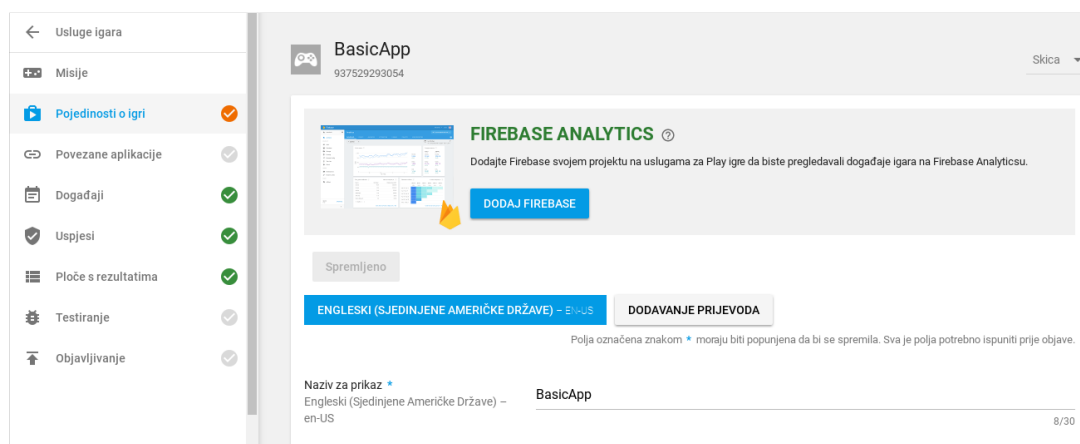 Usluge igara
Misije
Pojedinosti o igri
Povezane aplikacije
Događaji
Uspjesi
Ploče s rezultatima
Testiranje
Objavljivanje
BasicApp
937529293054
Skica
FIREBASE ANALYTICS
Dodajte Firebase svojem projektu na uslugama za Play igre da biste pregledavali događaje igara na Firebase Analyticsu.
DODAJ FIREBASE
Spremljeno
ENGLESKI (SJEDINJENE AMERIČKE DRŽAVE) – EN-US DODAVANJE PRIJEVODA
Polja označena znakom * moraju biti popunjena da bi se spremila. Sva je polja potrebno ispuniti prije objave.
Naziv za prikaz *
Engleski (Sjedinjene Američke Države) –
en-US
BasicApp
8/30